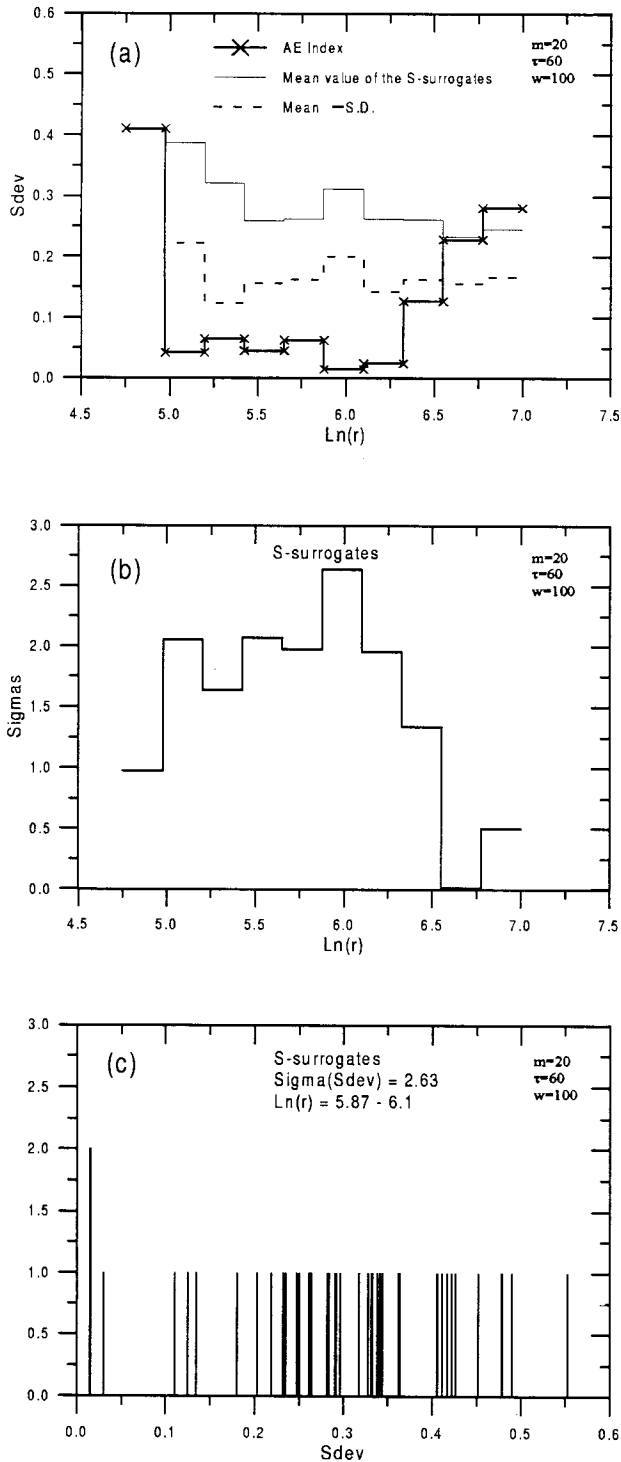 0.6
(a)
AE Index
Mean value of the S-surrogates
Mean −S.D.
m=20
τ=60
w=100
0.5
0.4
0.3
0.2
0.1
0.0
Sdev
4.5 5.0 5.5 6.0 6.5 7.0 7.5
Ln(r)
3.0
(b)
S-surrogates
m=20
τ=60
w=100
2.5
2.0
1.5
1.0
0.5
0.0
Sigmas
4.5 5.0 5.5 6.0 6.5 7.0 7.5
Ln(r)
3.0
(c)
S-surrogates
Sigma(Sdev) = 2.63
Ln(r) = 5.87 - 6.1
m=20
τ=60
w=100
2.5
2.0
1.5
1.0
0.5
0.0
0.0 0.1 0.2 0.3 0.4 0.5 0.6
Sdev